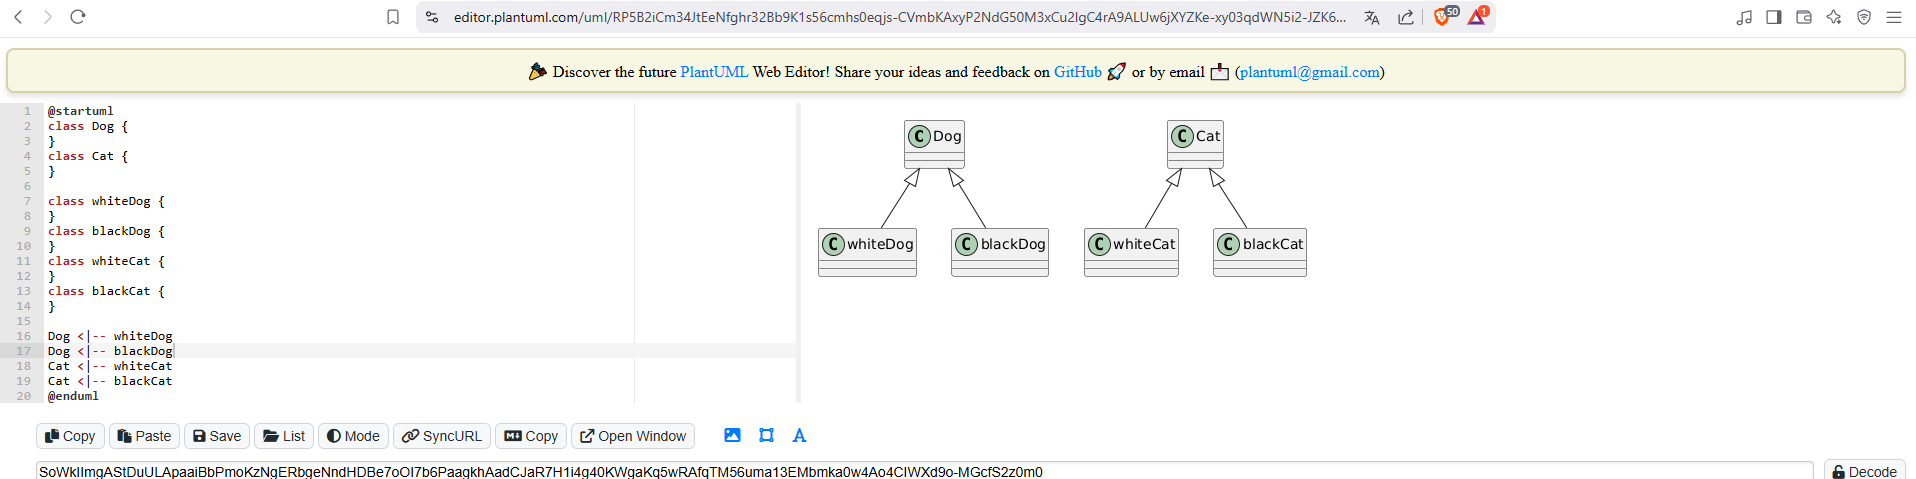 editor.plantuml.com/uml/RP5B2iCm34JtEeNfghr32Bb9K1s56cmhs0eqjs-CVmbKAxyP2NdG50M3xCu2lgC4rA9ALUw6jXYZKe-xy03qdWN5i2-JZK6...
50
1
Discover the future PlantUML Web Editor! Share your ideas and feedback on GitHub or by email (plantuml@gmail.com)
1 @startuml
2 class Dog {
3 }
4 class Cat {
5 }
6
7 class whiteDog {
8 }
9 class blackDog {
10 }
11 class whiteCat {
12 }
13 class blackCat {
14 }
15
16 Dog <|-- whiteDog
17 Dog <|-- blackDog
18 Cat <|-- whiteCat
19 Cat <|-- blackCat
20 @enduml
C Dog
C Cat
C whiteDog
C blackDog
C whiteCat
C blackCat
Copy Paste Save List Mode SyncURL Copy Open Window A
SoWkIImgAStDuULApaaiBbPmoKzNgERbgeNndHDBe7oOI7b6PaagkhAadCJaR7H1i4g40KWgaKq5wRAfqTM56uma13EMbmka0w4Ao4CIWXd9o-MGcfS2z0m0
Decode